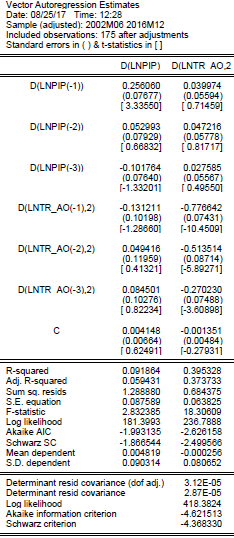 Vector Autoregression Estimates
Date: 08/25/17 Time: 12:28
Sample (adjusted): 2002M06 2016M12
Included observations: 175 after adjustments
Standard errors in ( ) & t-statistics in [ ]
D(LNPIP) D(LNTR_AO,2
D(LNPIP(-1)) 0.256060 0.039974
(0.07677) (0.05594)
[ 3.33550] [ 0.71459]
D(LNPIP(-2)) 0.052993 0.047216
(0.07929) (0.05778)
[ 0.66832] [ 0.81717]
D(LNPIP(-3)) -0.101764 0.027585
(0.07640) (0.05567)
[-1.33201] [ 0.49550]
D(LNTR_AO(-1),2) -0.131211 -0.776642
(0.10198) (0.07431)
[-1.28660] [-10.4509]
D(LNTR_AO(-2),2) 0.049416 -0.513514
(0.11959) (0.08714)
[ 0.41321] [-5.89271]
D(LNTR_AO(-3),2) 0.084501 -0.270230
(0.10276) (0.07488)
[ 0.82234] [-3.60898]
C 0.004148 -0.001351
(0.00664) (0.00484)
[ 0.62491] [-0.27931]
R-squared 0.091864 0.395328
Adj. R-squared 0.059431 0.373733
Sum sq. resids 1.288880 0.684375
S.E. equation 0.087589 0.063825
F-statistic 2.832385 18.30609
Log likelihood 181.3993 236.7888
Akaike AIC -1.993135 -2.626158
Schwarz SC -1.866544 -2.499566
Mean dependent 0.004819 -0.000256
S.D. dependent 0.090314 0.080652
Determinant resid covariance (dof adj.) 3.12E-05
Determinant resid covariance 2.87E-05
Log likelihood 418.3824
Akaike information criterion -4.621513
Schwarz criterion -4.368330